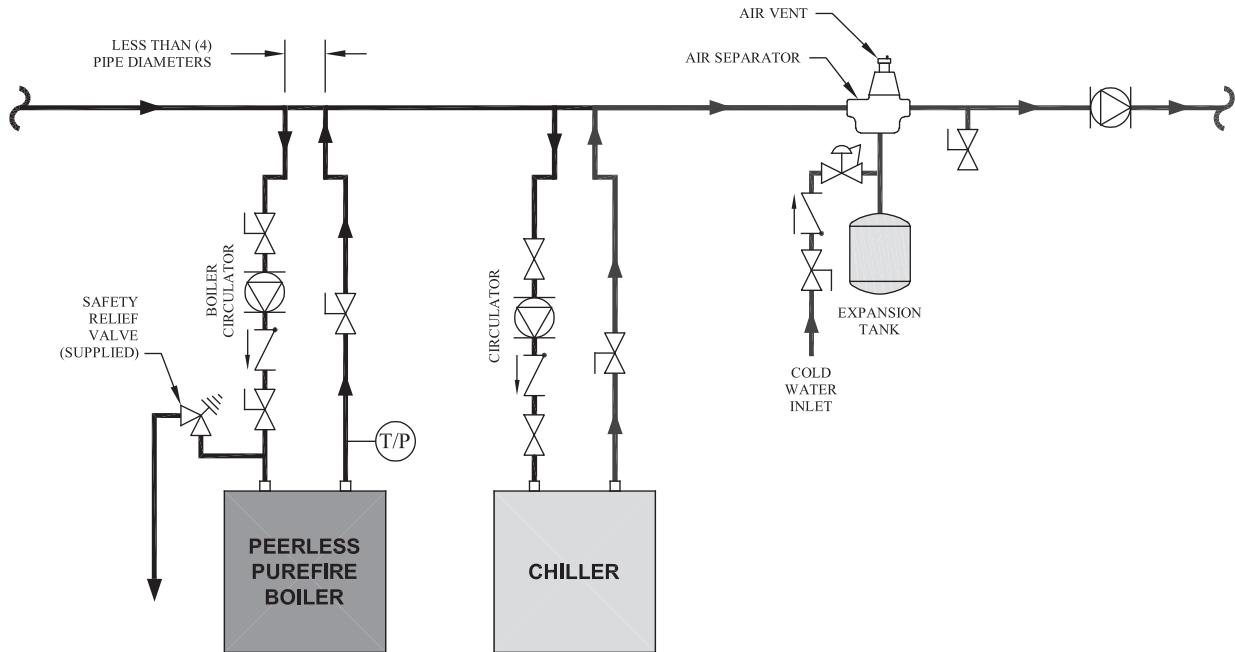 AIR VENT
LESS THAN (4)
PIPE DIAMETERS
AIR SEPARATOR
BOILER
CIRCULATOR
CIRCULATOR
SAFETY
RELIEF
VALVE
(SUPPLIED)
EXPANSION
TANK
COLD
WATER
INLET
T/P
PEERLESS
PUREFIRE
BOILER
CHILLER